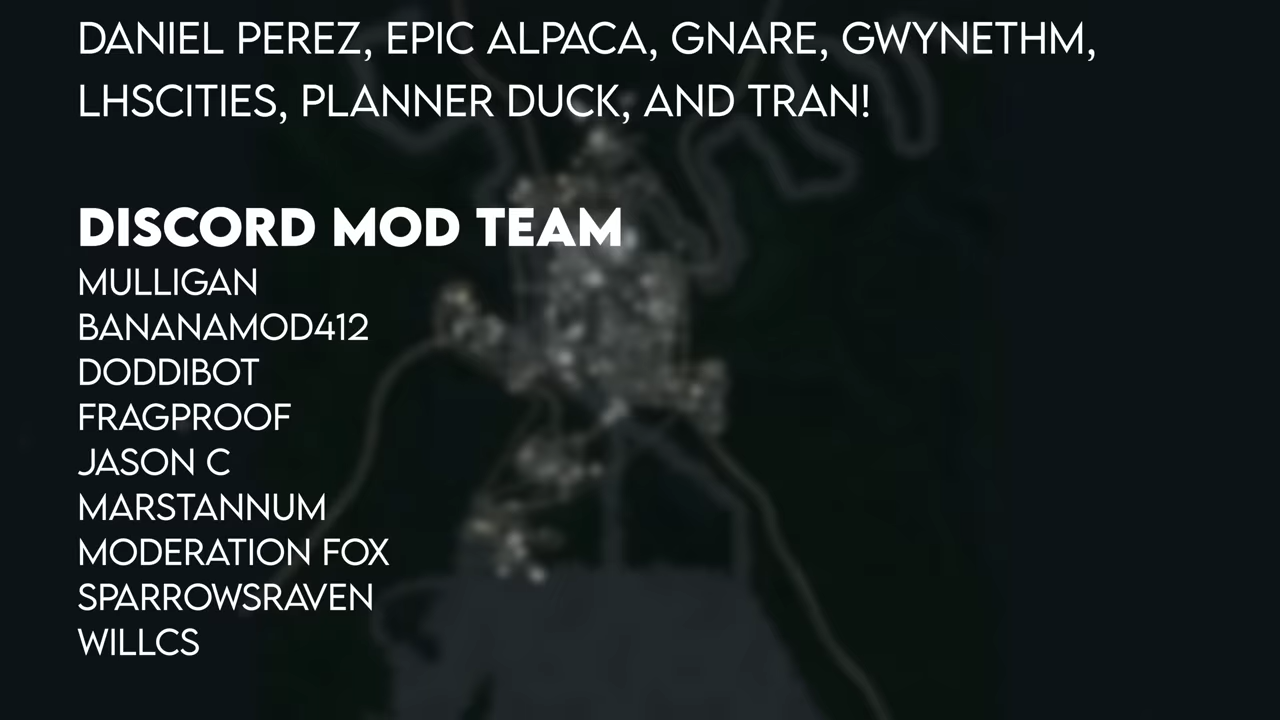 DANIEL PEREZ, EPIC ALPACA, GNARE, GWYNETHM,
LHSCITIES, PLANNER DUCK, AND TRAN!
DISCORD MOD TEAM
MULLIGAN
BANANAMOD412
DODDIBOT
FRAGPROOF
JASON C
MARSTANNUM
MODERATION FOX
SPARROWSRAVEN
WILLCS